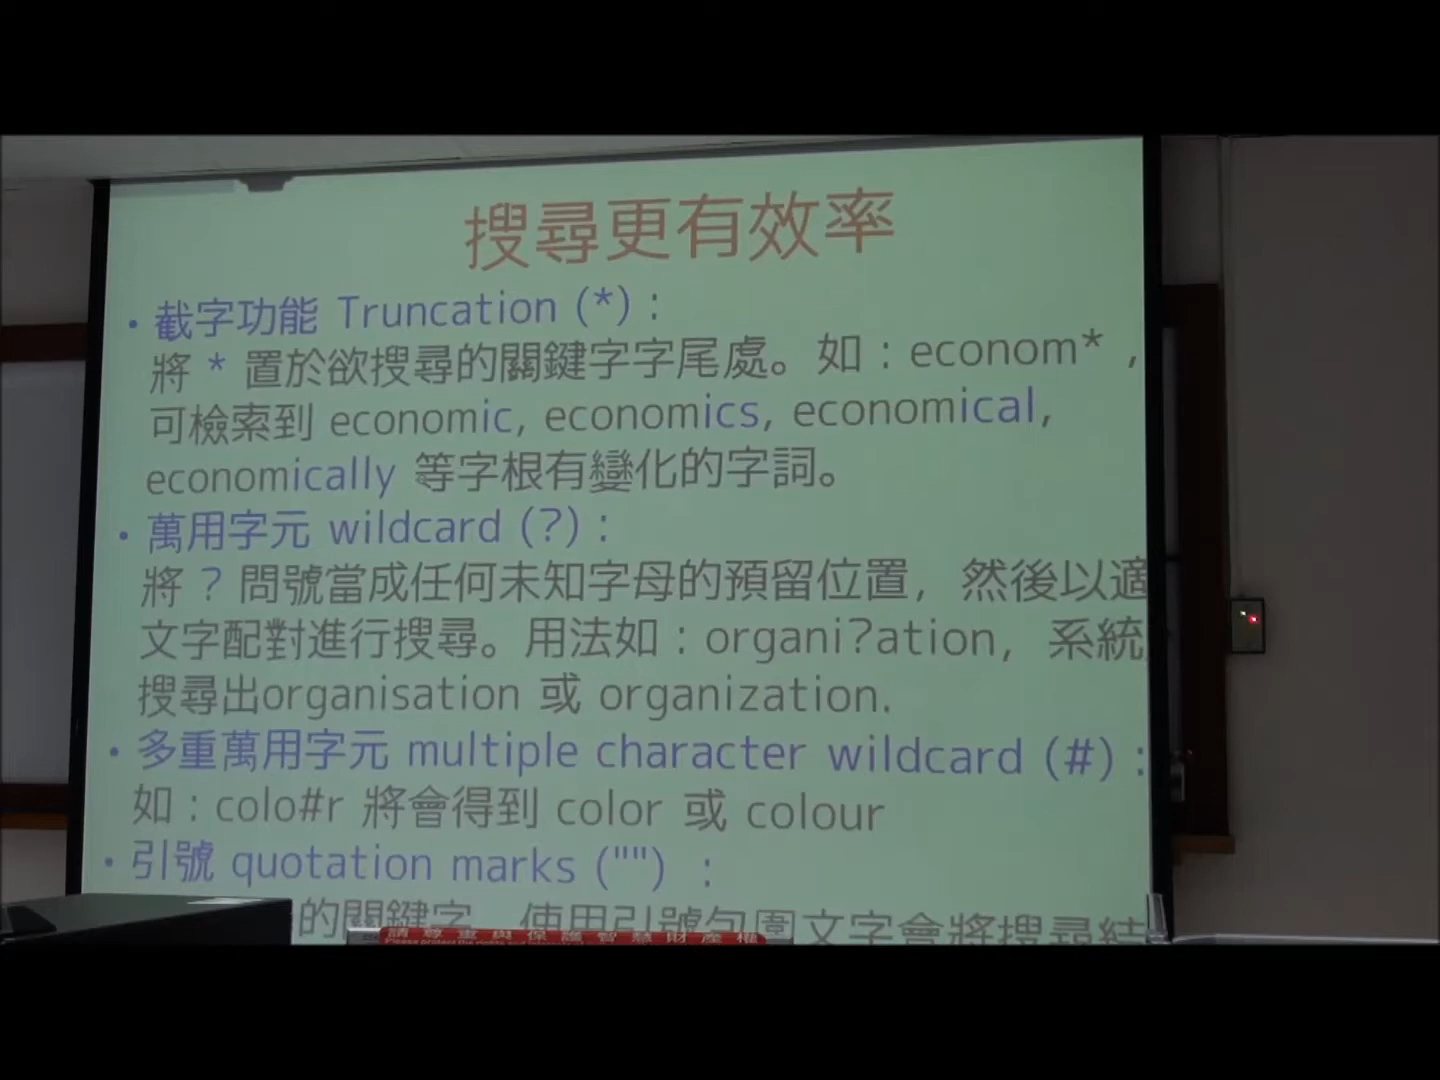 搜尋更有效率
• 截字功能 Truncation (*)：
將 * 置於欲搜尋的關鍵字字尾處。如：econom*，
可檢索到 economic, economics, economical,
economically 等字根有變化的字詞。
• 萬用字元 wildcard (?)：
將 ? 問號當成任何未知字母的預留位置，然後以適
文字配對進行搜尋。用法如：organi?ation，系統
搜尋出organisation 或 organization.
• 多重萬用字元 multiple character wildcard (#)：
如：colo#r 將會得到 color 或 colour
• 引號 quotation marks ("") ：
的關鍵字，使用引號包圍文字會將搜尋結
請尊重與保護智慧財產權